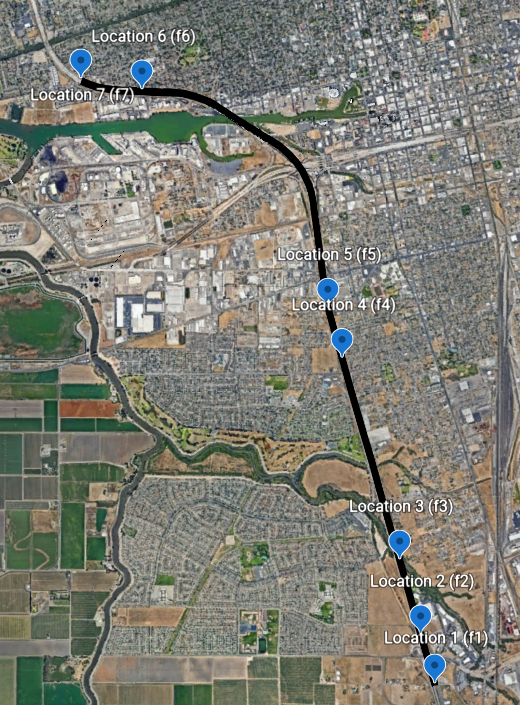 Location 6 (f6)
Location 7 (f7)
Location 5 (f5)
Location 4 (f4)
Location 3 (f3)
Location 2 (f2)
Location 1 (f1)